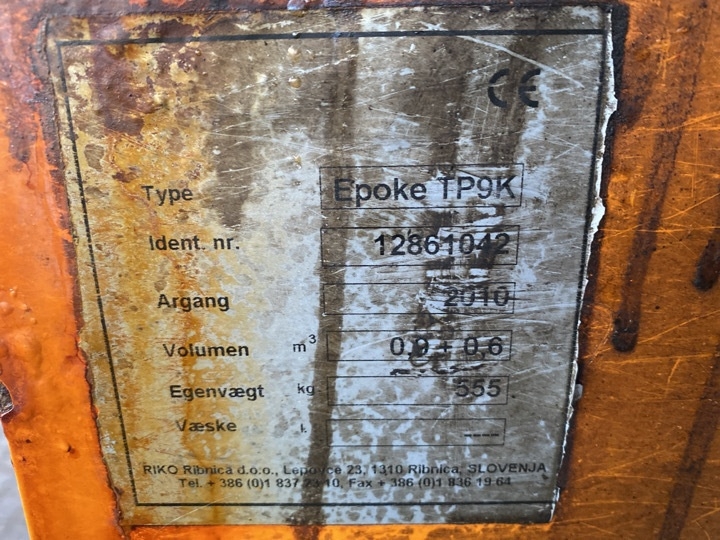 CE
Type Epoke TP9K
Ident. nr. 12861042
Argang 2010
Volumen m³ 0,9 + 0,6
Egenvægt kg 555
Væske l. ----
RIKO Ribnica d.o.o., Lepovče 23, 1310 Ribnica, SLOVENJA
Tel. + 386 (0)1 837 23 10, Fax + 386 (0)1 836 19 64